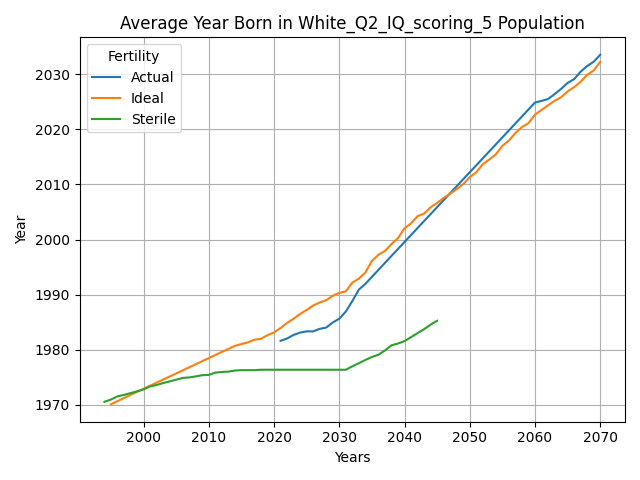 Average Year Born in White_Q2_IQ_scoring_5 Population
Fertility
Actual
Ideal
Sterile
Year
2030
2020
2010
2000
1990
1980
1970
2000
2010
2020
2030
2040
2050
2060
2070
Years